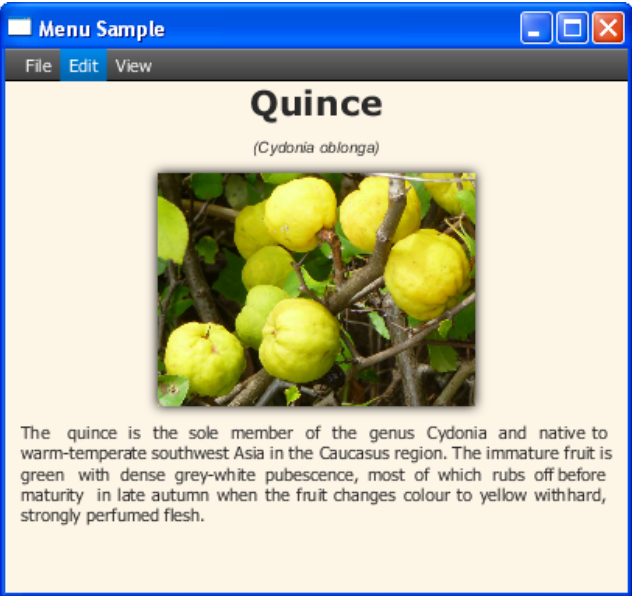 Menu Sample
File Edit View
Quince
(Cydonia oblonga)
The quince is the sole member of the genus Cydonia and native to
warm-temperate southwest Asia in the Caucasus region. The immature fruit is
green with dense grey-white pubescence, most of which rubs off before
maturity in late autumn when the fruit changes colour to yellow withhard,
strongly perfumed flesh.